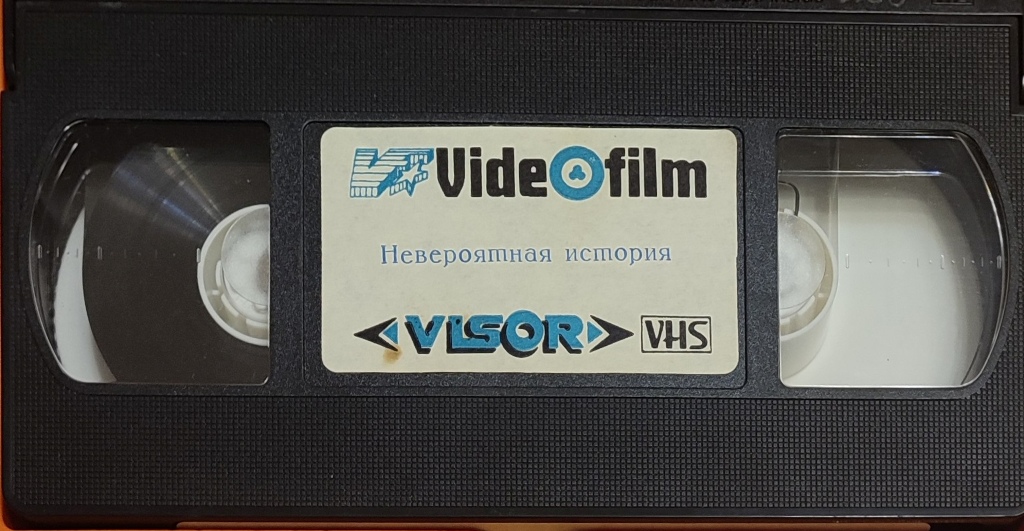 VideOfilm
Невероятная история
VISOR VHS